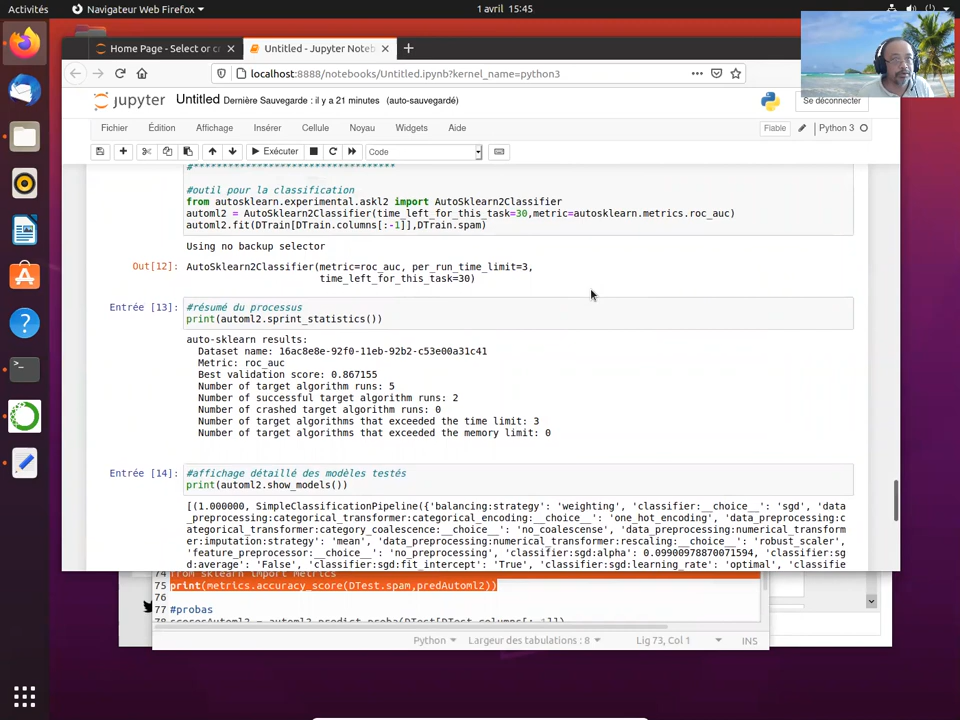 Activités
Navigateur Web Firefox
1 avril 15:45
Home Page - Select or c
Untitled - Jupyter Noteb
localhost:8888/notebooks/Untitled.ipynb?kernel_name=python3
jupyter Untitled Dernière Sauvegarde : il y a 21 minutes (auto-sauvegardé)
Se déconnecter
Fichier Édition Affichage Insérer Cellule Noyau Widgets Aide
Fiable
Python 3
Exécuter
Code
#***********************************
#outil pour la classification
from autosklearn.experimental.askl2 import AutoSklearn2Classifier
automl2 = AutoSklearn2Classifier(time_left_for_this_task=30,metric=autosklearn.metrics.roc_auc)
automl2.fit(DTrain[DTrain.columns[:-1]],DTrain.spam)
Using no backup selector
Out[12]: AutoSklearn2Classifier(metric=roc_auc, per_run_time_limit=3,
time_left_for_this_task=30)
Entrée [13]: #résumé du processus
print(automl2.sprint_statistics())
auto-sklearn results:
Dataset name: 16ac8e8e-92f0-11eb-92b2-c53e00a31c41
Metric: roc_auc
Best validation score: 0.867155
Number of target algorithm runs: 5
Number of successful target algorithm runs: 2
Number of crashed target algorithm runs: 0
Number of target algorithms that exceeded the time limit: 3
Number of target algorithms that exceeded the memory limit: 0
Entrée [14]: #affichage détaillé des modèles testés
print(automl2.show_models())
[(1.000000, SimpleClassificationPipeline({'balancing:strategy': 'weighting', 'classifier:__choice__': 'sgd', 'data
_preprocessing:categorical_transformer:categorical_encoding:__choice__': 'one_hot_encoding', 'data_preprocessing:c
ategorical_transformer:category_coalescence:__choice__': 'no_coalescense', 'data_preprocessing:numerical_transfor
mer:imputation:strategy': 'mean', 'data_preprocessing:numerical_transformer:rescaling:__choice__': 'robust_scaler',
'feature_preprocessor:__choice__': 'no_preprocessing', 'classifier:sgd:alpha': 0.09900978870071594, 'classifier:sg
d:average': 'False', 'classifier:sgd:fit_intercept': 'True', 'classifier:sgd:learning_rate': 'optimal', 'classifie
74 from sklearn import metrics
75 print(metrics.accuracy_score(DTest.spam,predAutoml2))
76
77 #probas
78 scoresAutoml2 = automl2.predict_proba(DTest[DTest.columns[:-1]])
Python
Largeur des tabulations : 8
Lig 73, Col 1
INS